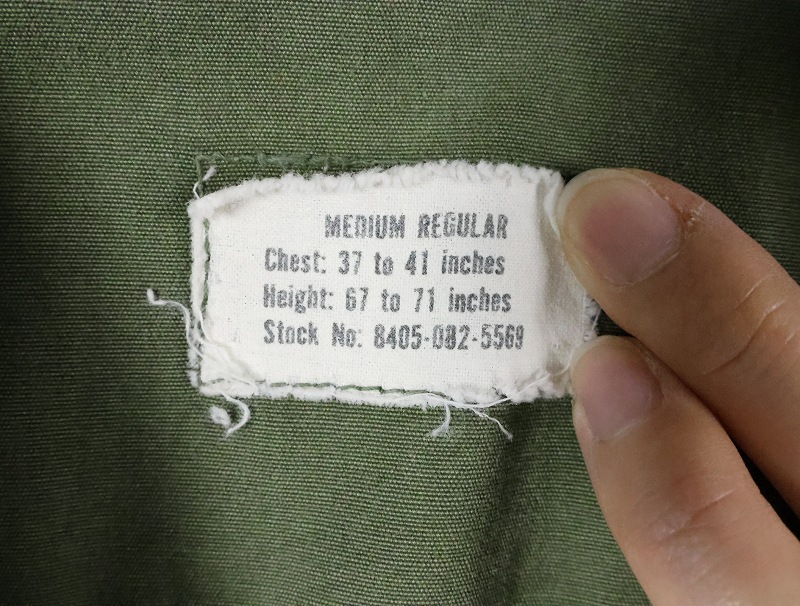 MEDIUM REGULAR
Chest: 37 to 41 inches
Height: 67 to 71 inches
Stock No: 8405-082-5569